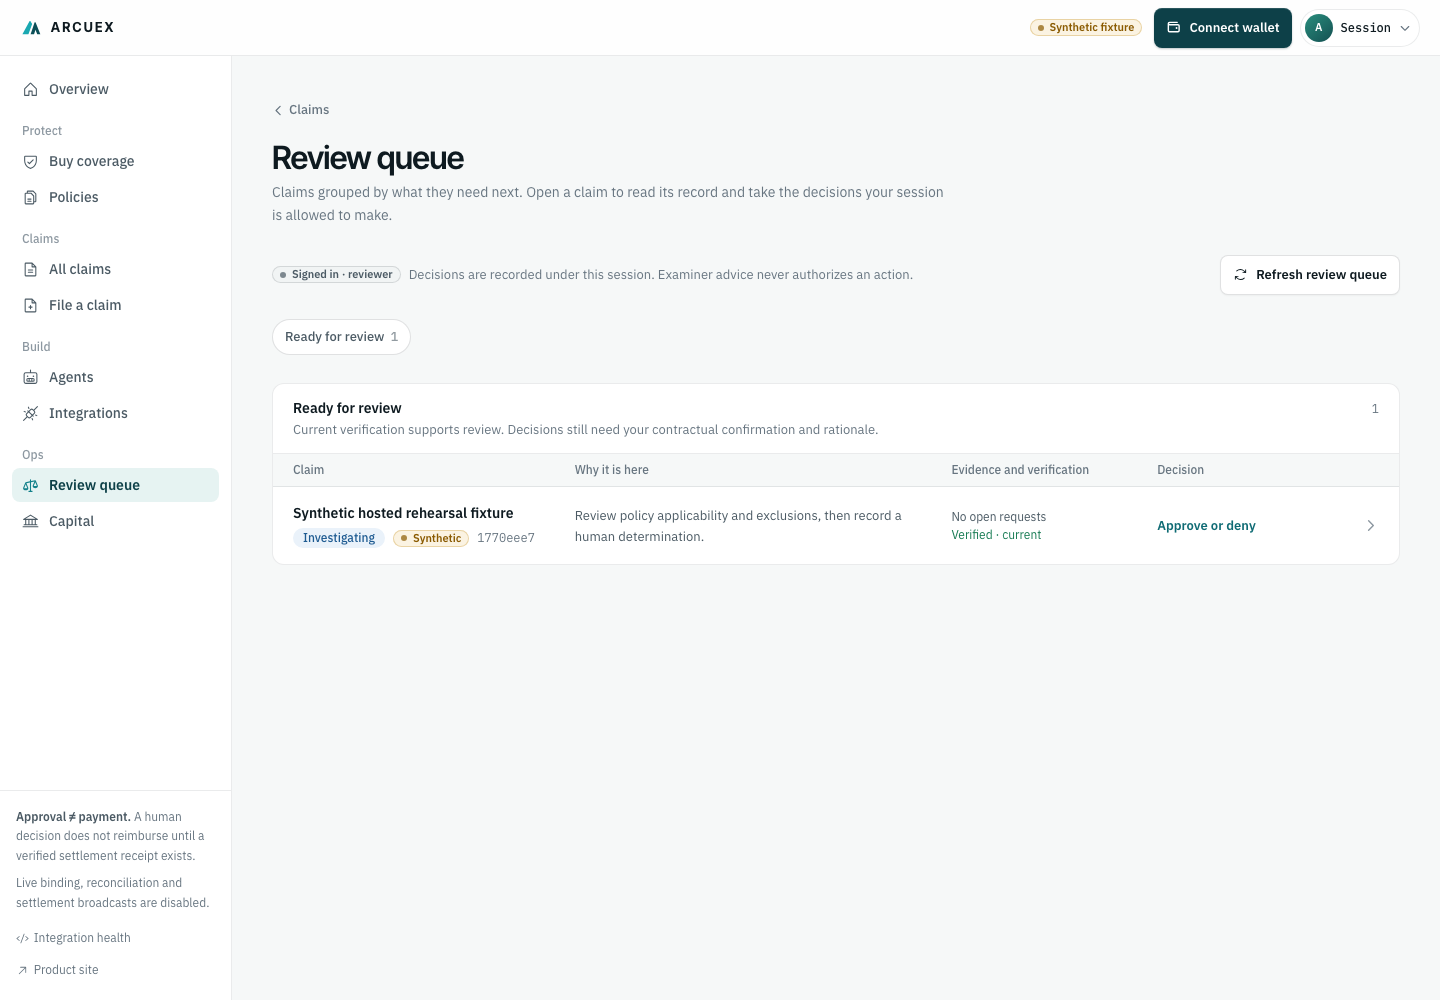 ARCUEX
Synthetic fixture
Connect wallet
A
Session
Overview
Protect
Buy coverage
Policies
Claims
All claims
File a claim
Build
Agents
Integrations
Ops
Review queue
Capital
Approval ≠ payment. A human
decision does not reimburse until a
verified settlement receipt exists.
Live binding, reconciliation and
settlement broadcasts are disabled.
Integration health
Product site
Claims
Review queue
Claims grouped by what they need next. Open a claim to read its record and take the decisions your session
is allowed to make.
Signed in · reviewer
Decisions are recorded under this session. Examiner advice never authorizes an action.
Refresh review queue
Ready for review 1
Ready for review
1
Current verification supports review. Decisions still need your contractual confirmation and rationale.
Claim
Why it is here
Evidence and verification
Decision
Synthetic hosted rehearsal fixture
Investigating
Synthetic
1770eee7
Review policy applicability and exclusions, then record a
human determination.
No open requests
Verified · current
Approve or deny